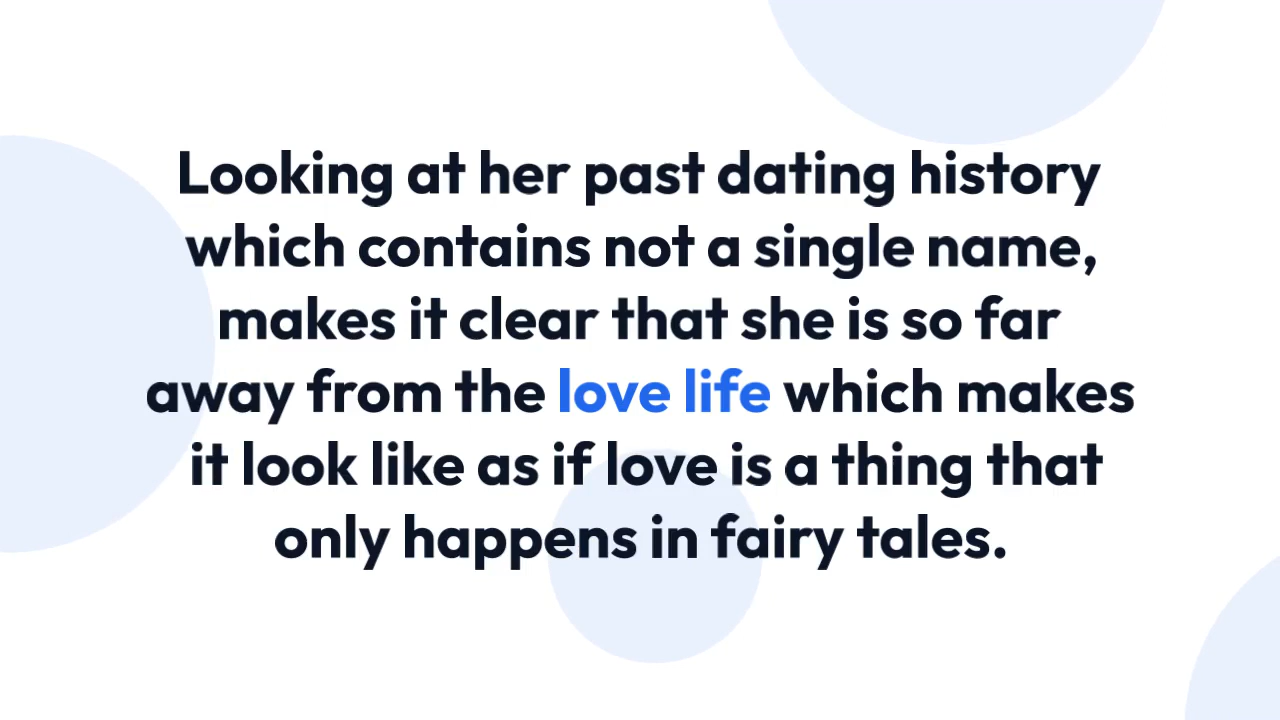 Looking at her past dating history
which contains not a single name,
makes it clear that she is so far
away from the love life which makes
it look like as if love is a thing that
only happens in fairy tales.